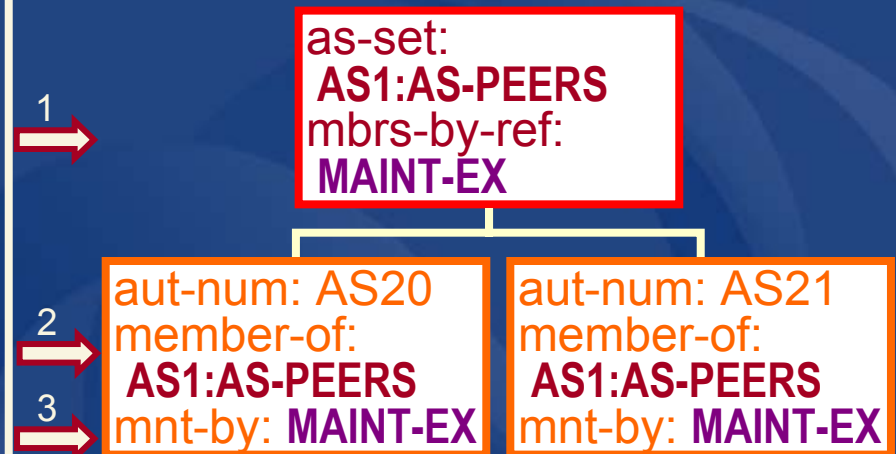 as-set:
AS1:AS-PEERS
mbrs-by-ref:
MAINT-EX
1
aut-num: AS20
member-of:
AS1:AS-PEERS
mnt-by: MAINT-EX
aut-num: AS21
member-of:
AS1:AS-PEERS
mnt-by: MAINT-EX
2
3